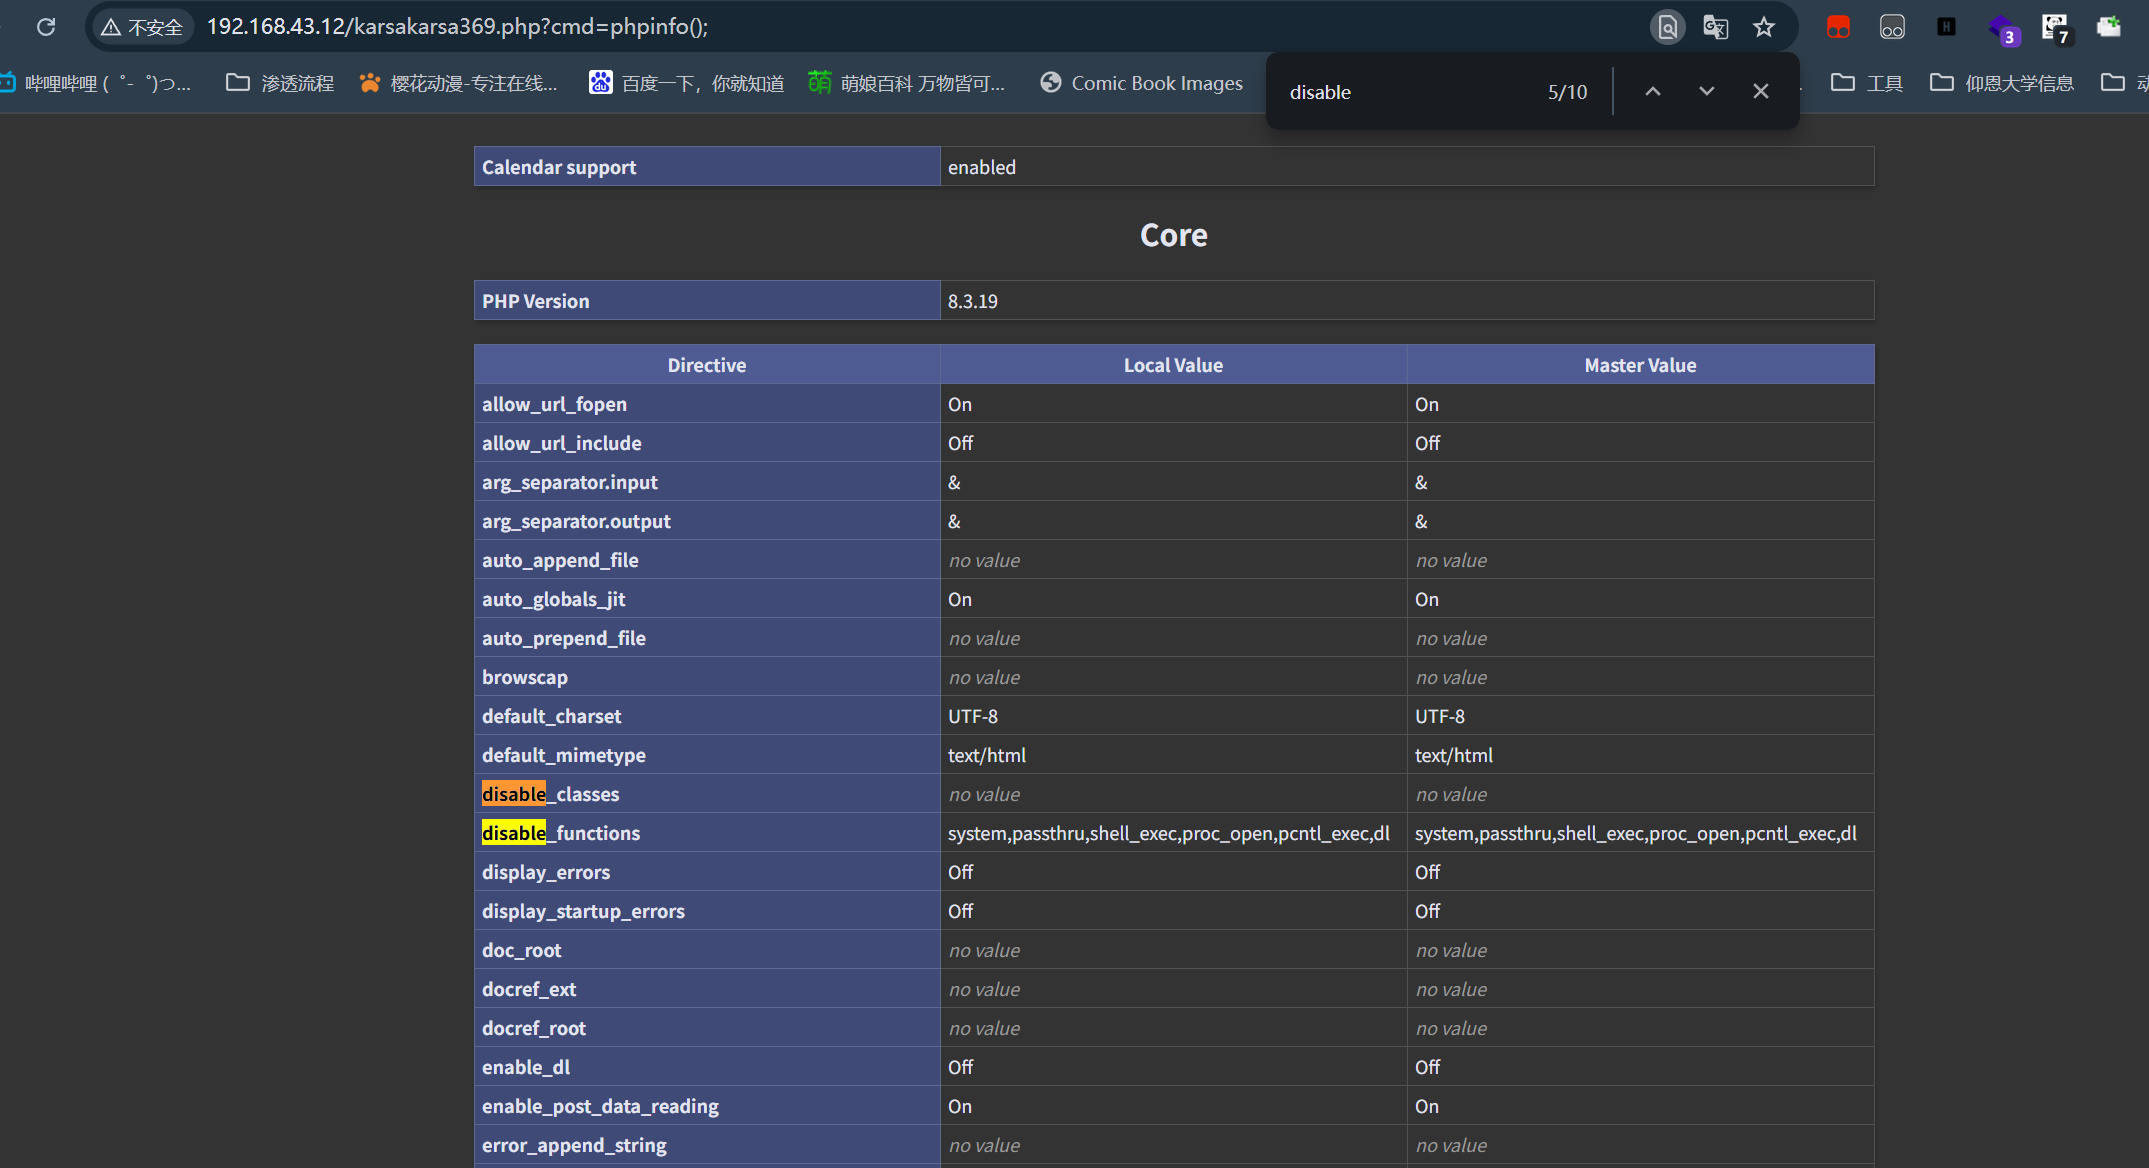 不安全 192.168.43.12/karsakarsa369.php?cmd=phpinfo();
3 7
哔哩哔哩 ( ゜- ゜)つ... 渗透流程 樱花动漫-专注在线... 百度一下，你就知道 萌娘百科 万物皆可... Comic Book Images 工具 仰恩大学信息
disable 5/10
Calendar support enabled
Core
PHP Version 8.3.19
Directive Local Value Master Value
allow_url_fopen On On
allow_url_include Off Off
arg_separator.input & &
arg_separator.output & &
auto_append_file no value no value
auto_globals_jit On On
auto_prepend_file no value no value
browscap no value no value
default_charset UTF-8 UTF-8
default_mimetype text/html text/html
disable_classes no value no value
disable_functions system,passthru,shell_exec,proc_open,pcntl_exec,dl system,passthru,shell_exec,proc_open,pcntl_exec,dl
display_errors Off Off
display_startup_errors Off Off
doc_root no value no value
docref_ext no value no value
docref_root no value no value
enable_dl Off Off
enable_post_data_reading On On
error_append_string no value no value